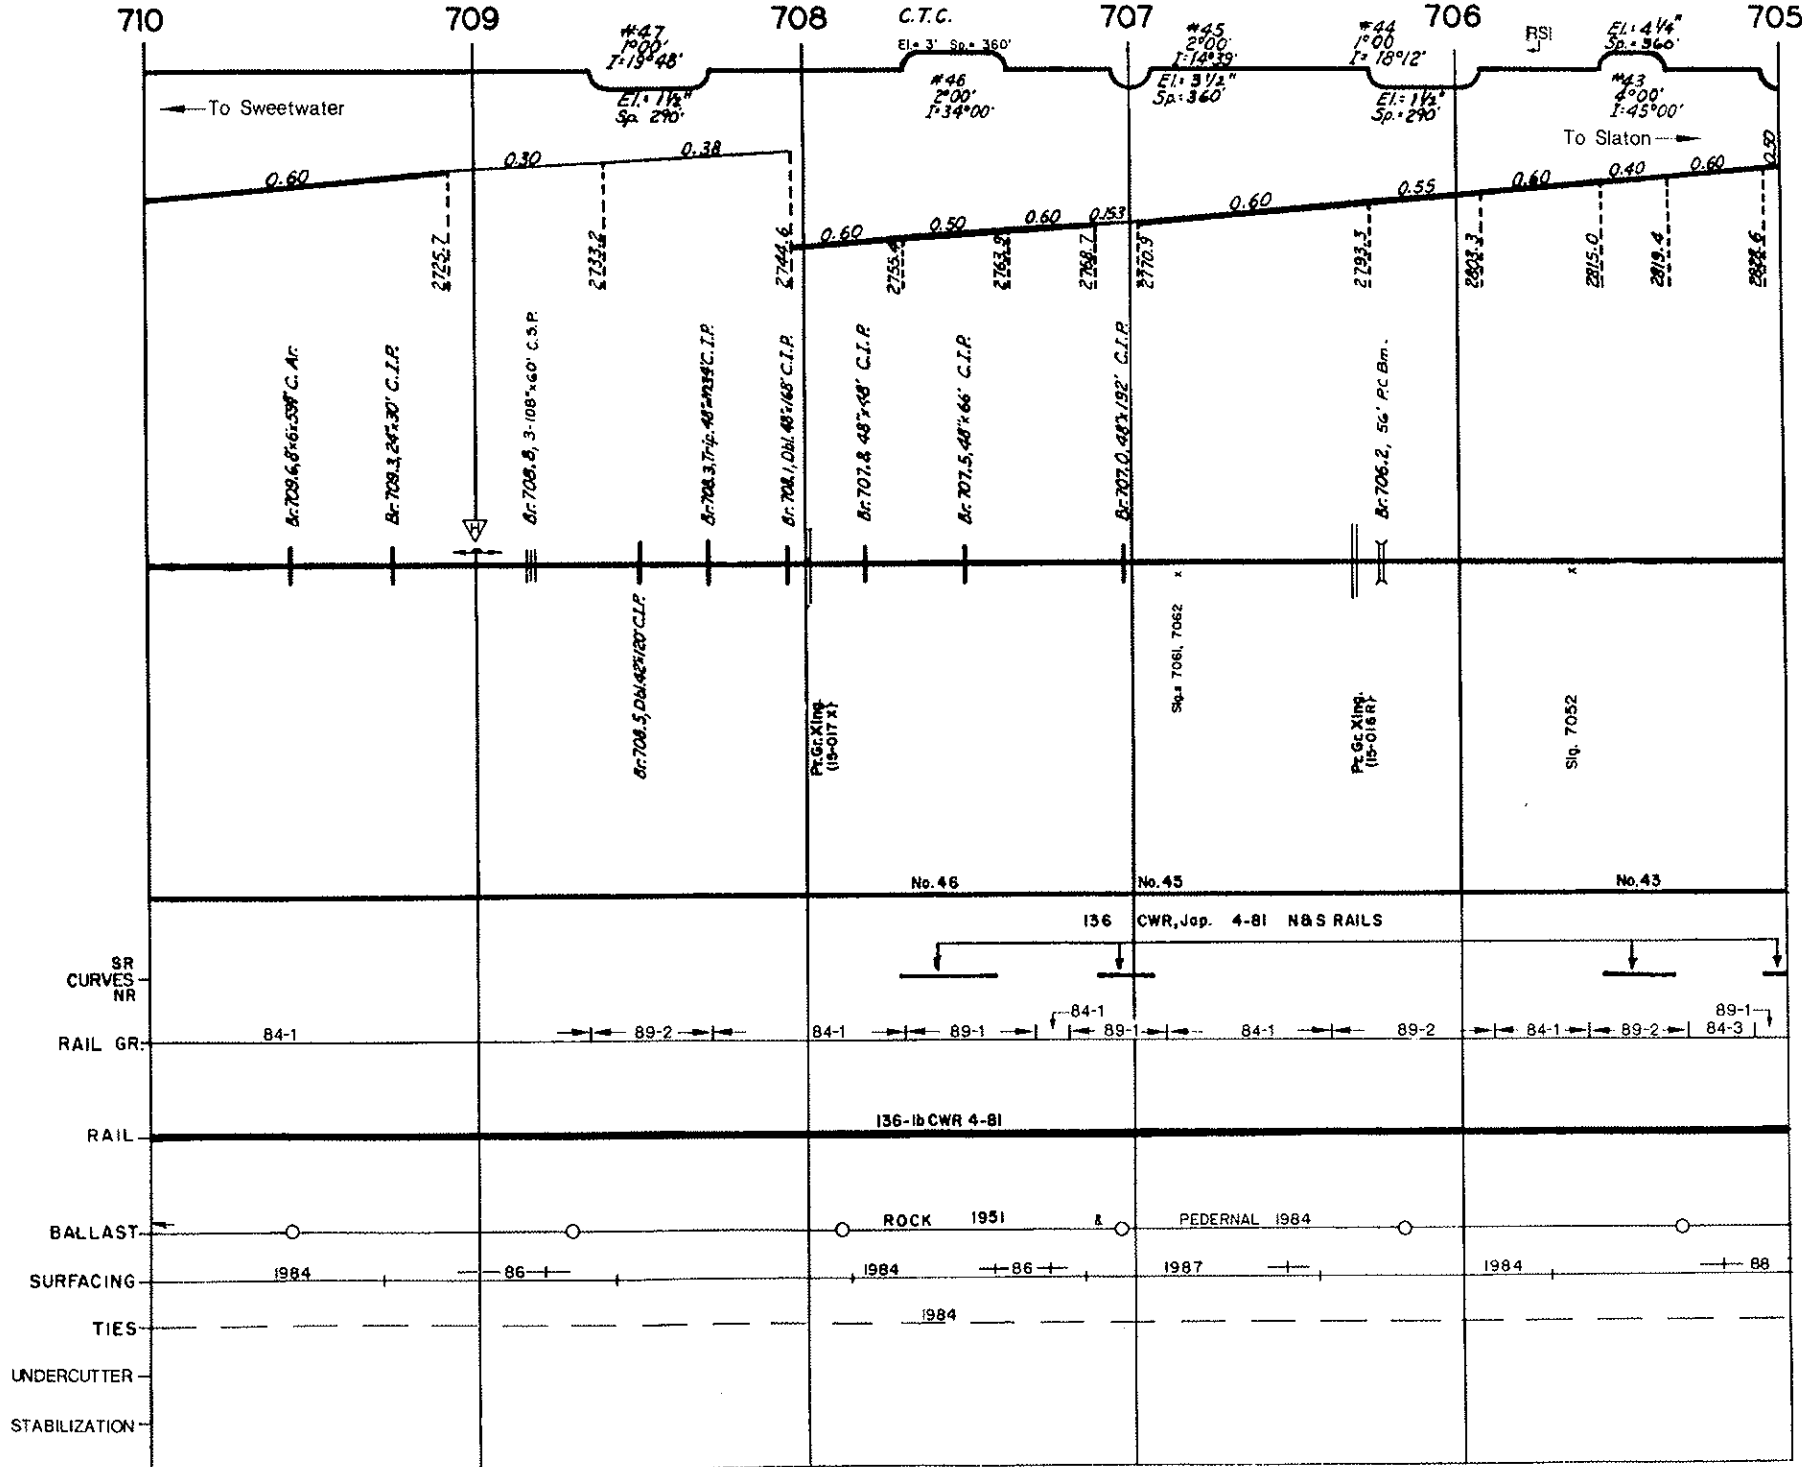 710
709
708
C.T.C.
707
706
705
#47
1°00'
I=19°48'
El.= 1½"
Sp. 290'
El.= 3' Sp.= 360'
#46
2°00'
I=34°00'
#45
2°00'
I=14°39'
El.= 3 1/2"
Sp.=360'
#44
1°00
I= 18°12'
El.=1½"
Sp.=290'
RSI
El.= 4¼"
Sp.= 360'
#43
4°00'
I=45°00'
To Sweetwater
To Slaton
0.60
0.30
0.38
0.60
0.50
0.60
0.153
0.60
0.55
0.60
0.40
0.60
0.50
2725.7
2733.2
2744.6
2755.4
2763.9
2768.7
2770.9
2793.3
2803.3
2815.0
2819.4
2828.6
Br. 709.6, 8'x6'x59' C. Ar.
Br. 709.3, 24"x30' C.I.P.
H
Br. 708.8, 3-108"x60' C.S.P.
Br. 708.3, Trip. 48" C.I.P.
Br. 708.1, Dbl. 48"x168' C.I.P.
Br. 707.8, 48"x48' C.I.P.
Br. 707.5, 48"x66' C.I.P.
Br. 707.0, 48"x192' C.I.P.
Br. 706.2, 56' P.C. Bm.
Br. 708.5, Dbl. 42"x120' C.I.P.
Pr. Gr. Xing.
(15-017 X)
Sig.s 7061, 7062
Pr. Gr. Xing.
(15-016R)
Sig. 7052
No. 46
No. 45
No. 43
136 CWR, Jap. 4-81 N&S RAILS
SR
CURVES
NR
RAIL GR.
84-1
89-2
84-1
89-1
84-1
89-1
84-1
89-2
84-1
89-2
84-3
89-1
RAIL
136-lb CWR 4-81
BALLAST
ROCK 1951 & PEDERNAL 1984
SURFACING
1984
86
1984
86
1987
1984
88
TIES
1984
UNDERCUTTER
STABILIZATION